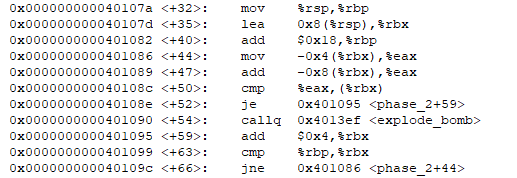 0x000000000040107a <+32>: mov %rsp,%rbp
0x000000000040107d <+35>: lea 0x8(%rsp),%rbx
0x0000000000401082 <+40>: add $0x18,%rbp
0x0000000000401086 <+44>: mov -0x4(%rbx),%eax
0x0000000000401089 <+47>: add -0x8(%rbx),%eax
0x000000000040108c <+50>: cmp %eax,(%rbx)
0x000000000040108e <+52>: je 0x401095 <phase_2+59>
0x0000000000401090 <+54>: callq 0x4013ef <explode_bomb>
0x0000000000401095 <+59>: add $0x4,%rbx
0x0000000000401099 <+63>: cmp %rbp,%rbx
0x000000000040109c <+66>: jne 0x401086 <phase_2+44>